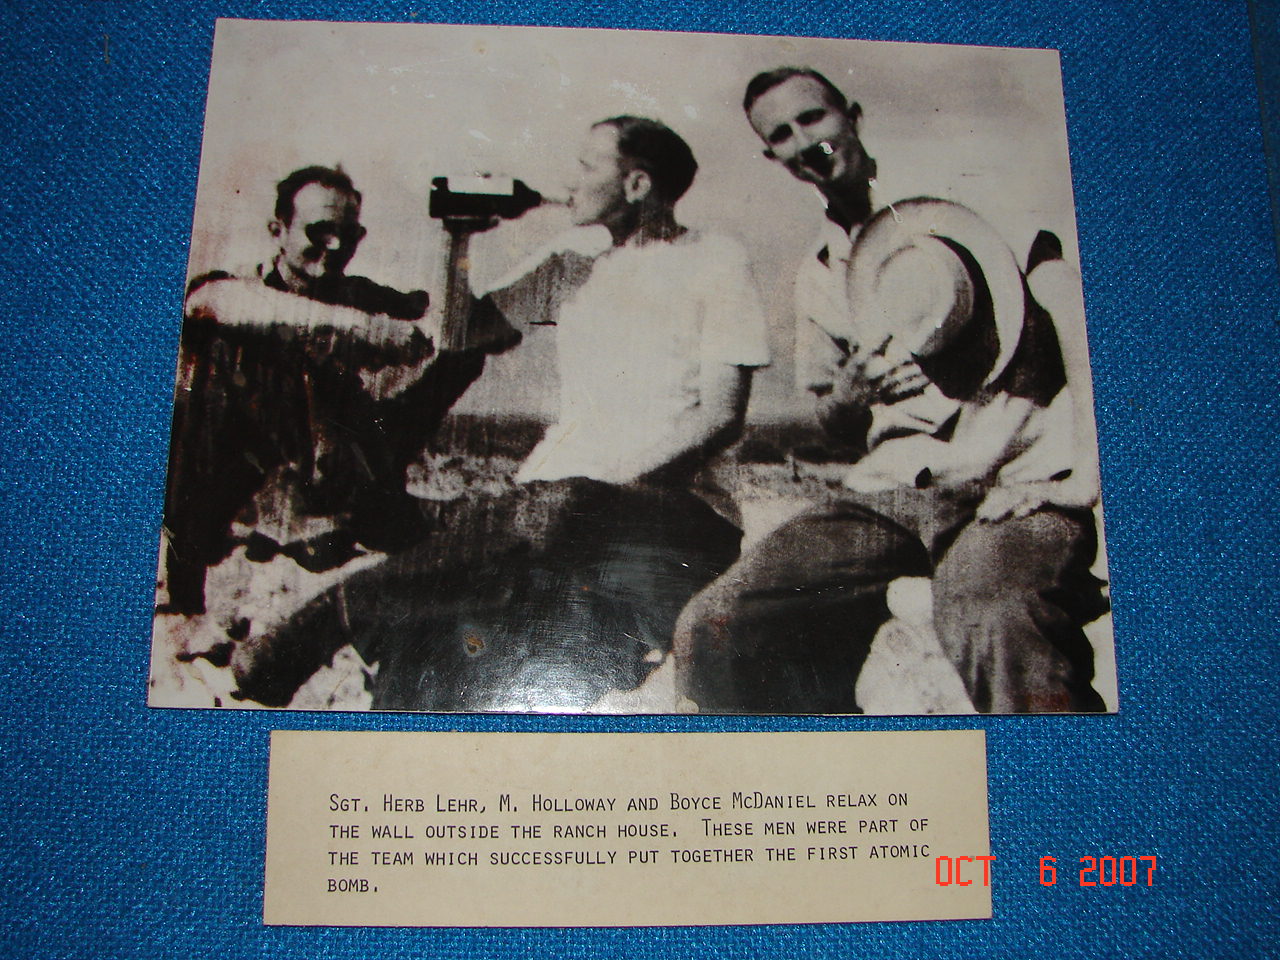 SGT. HERB LEHR, M. HOLLOWAY AND BOYCE MCDANIEL RELAX ON
THE WALL OUTSIDE THE RANCH HOUSE. THESE MEN WERE PART OF
THE TEAM WHICH SUCCESSFULLY PUT TOGETHER THE FIRST ATOMIC
BOMB.
OCT 6 2007